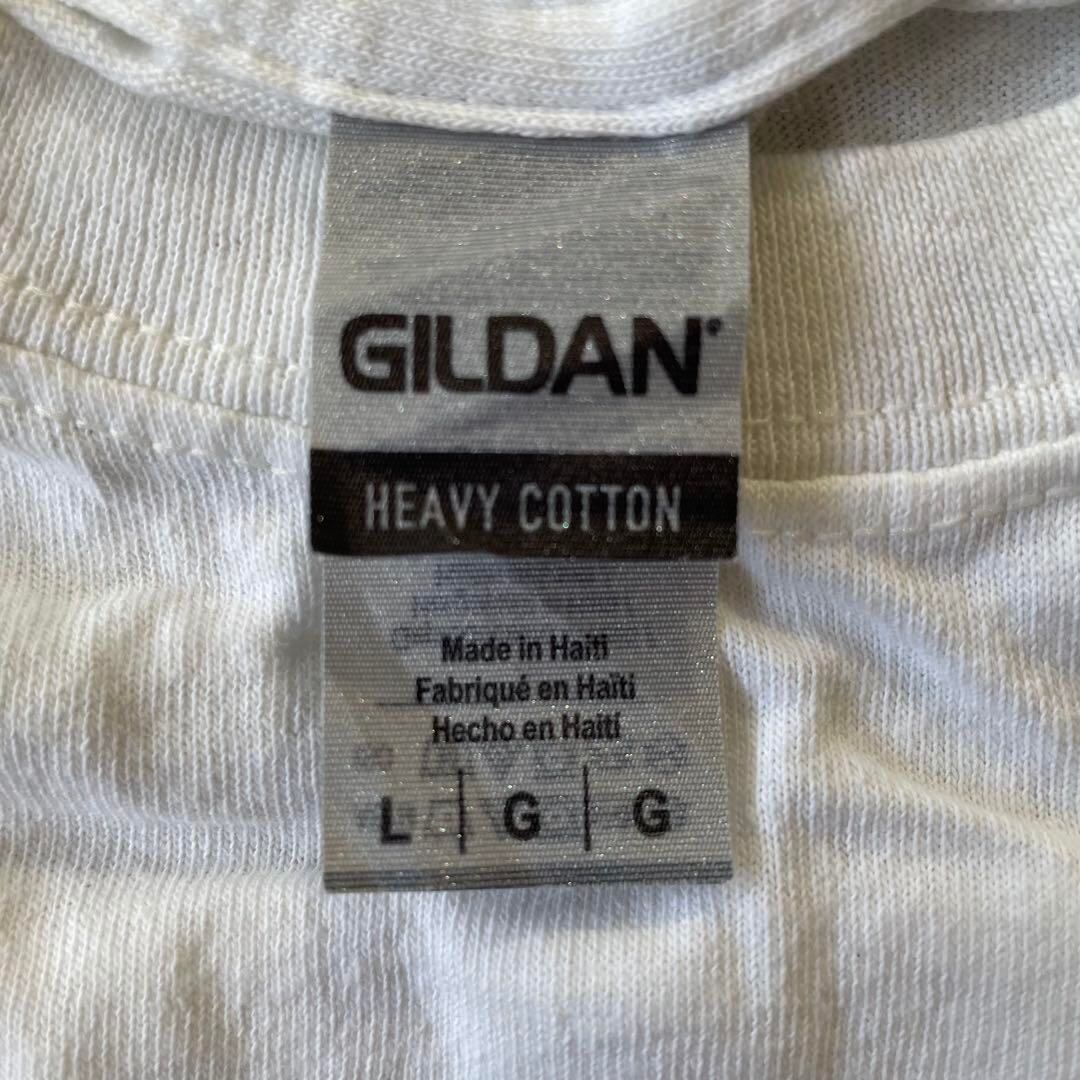 GILDAN®
HEAVY COTTON
Made in Haiti
Fabriqué en Haïti
Hecho en Haití
L | G | G